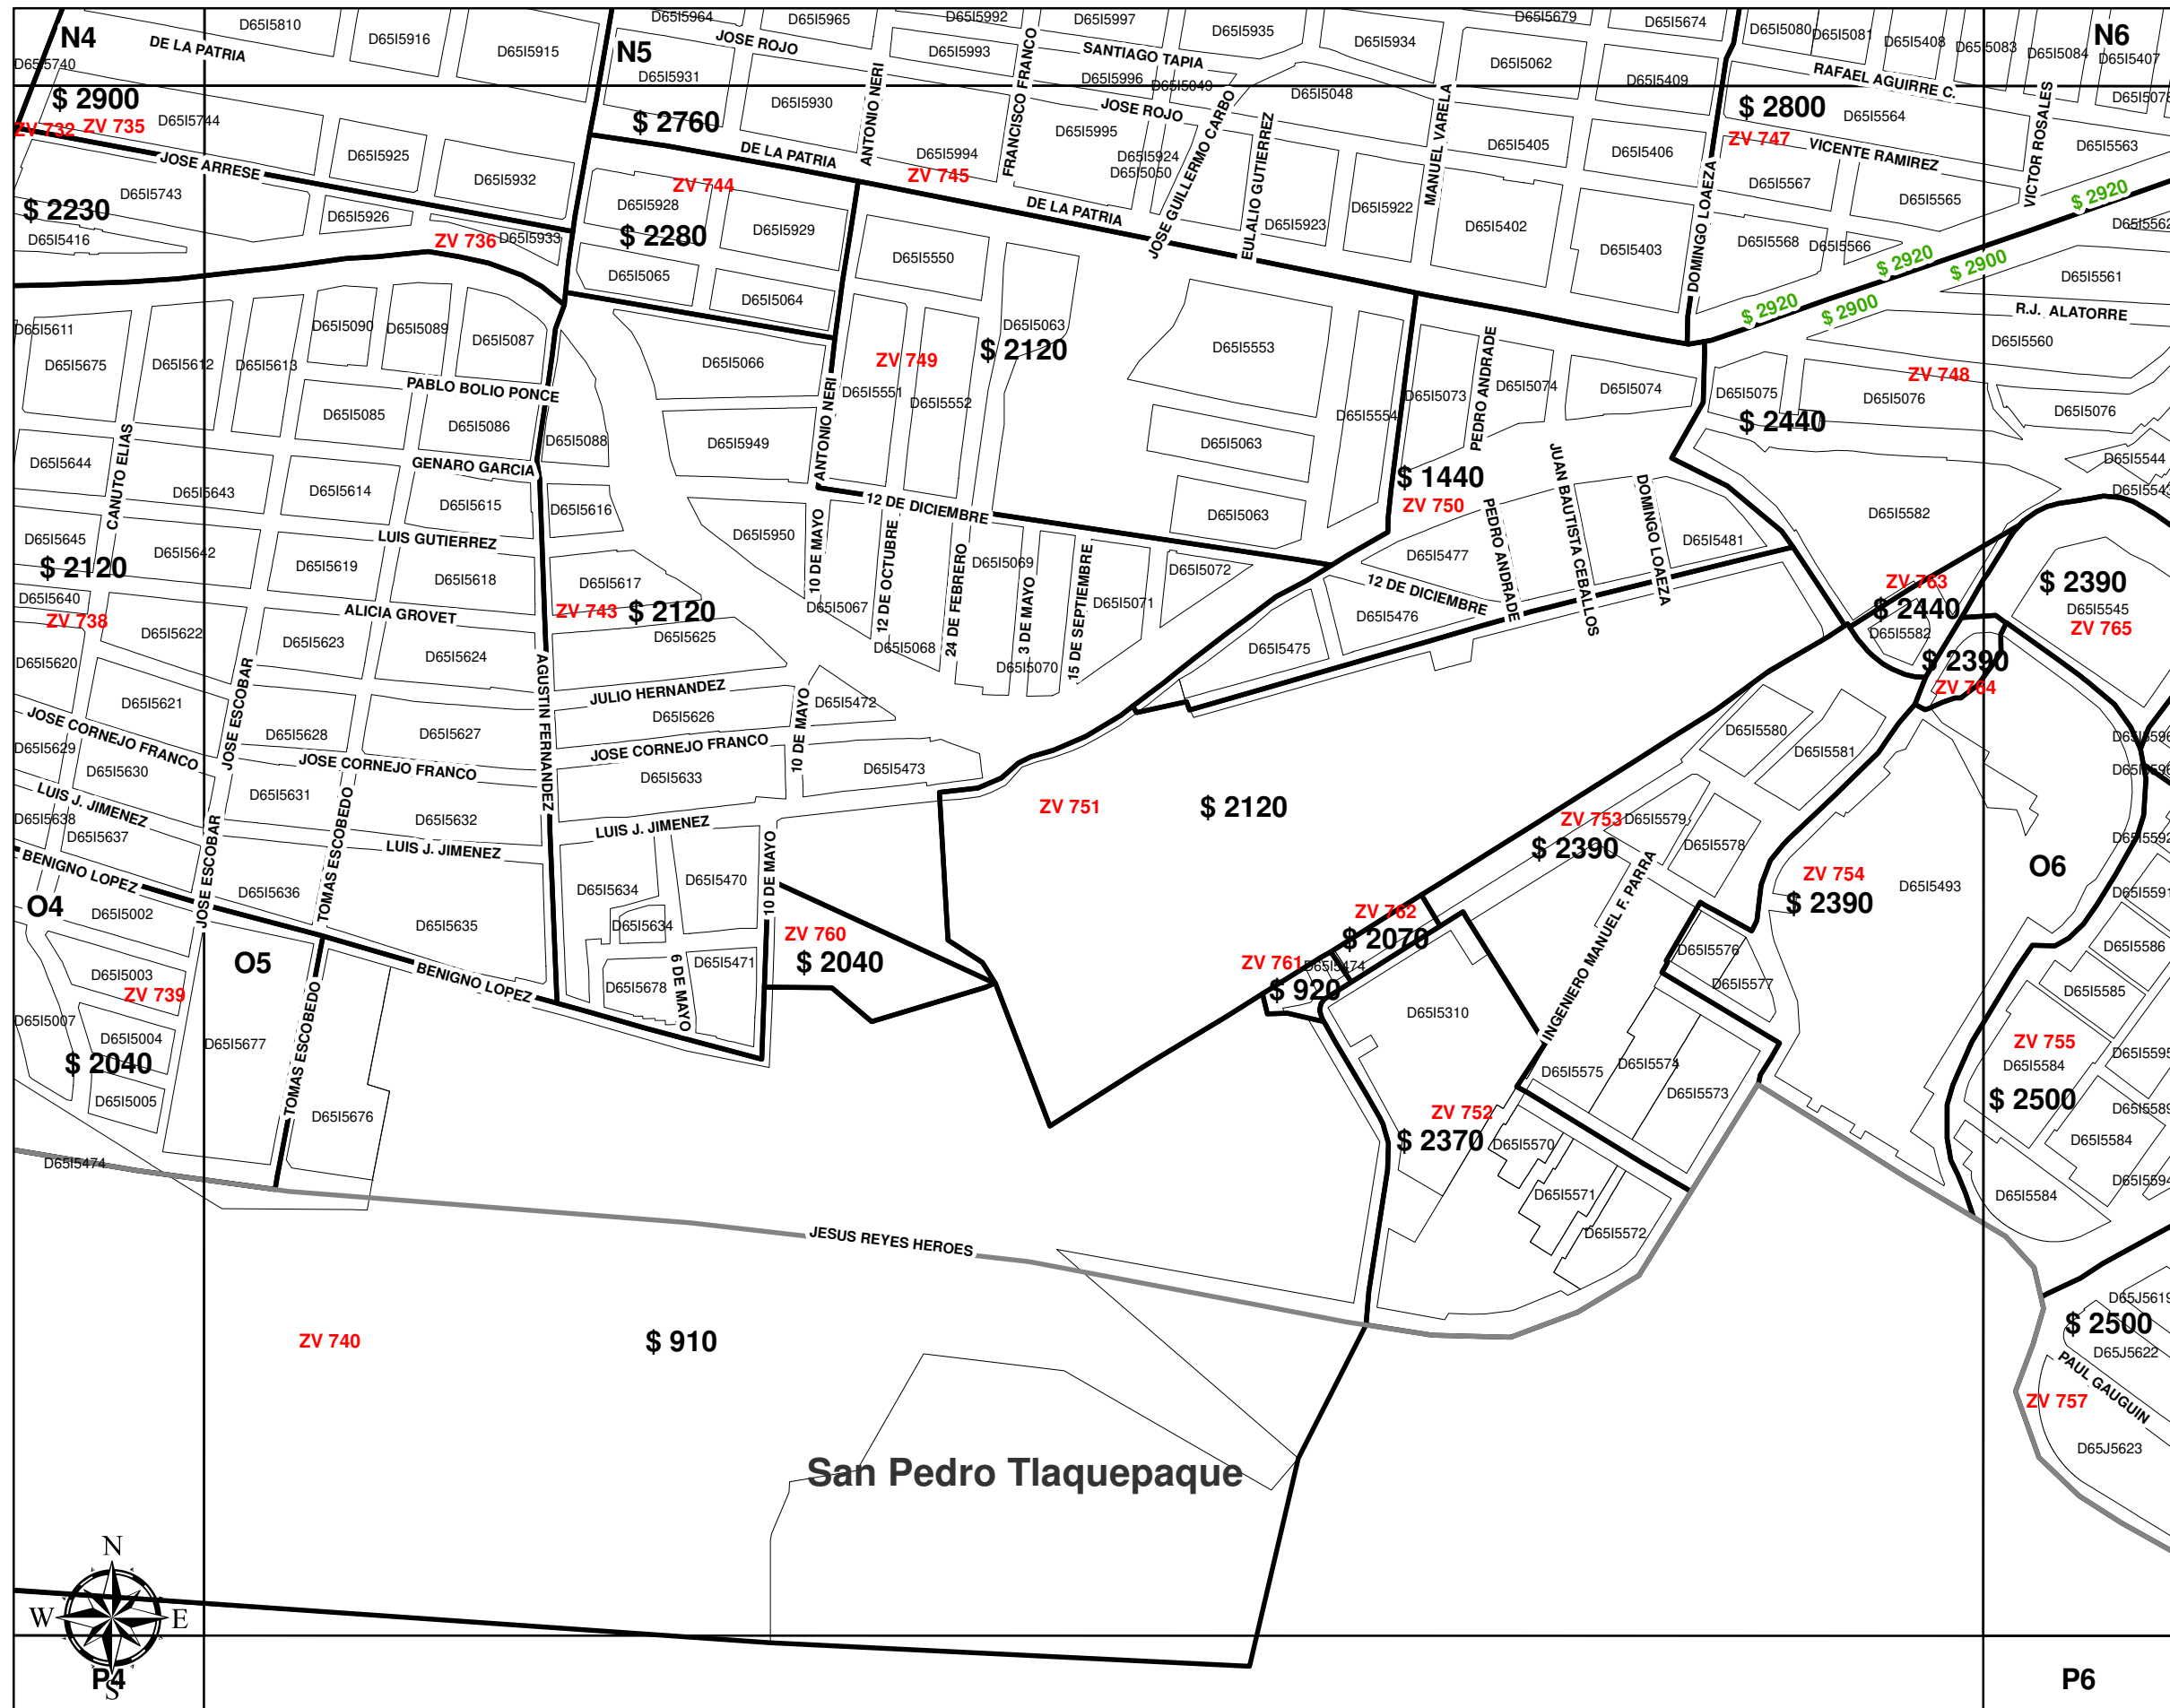 D65I5810
D65I5916
D65I5915
D65I5964
D65I5965
D65I5992
D65I5997
D65I5935
D65I5934
D65I5679
D65I5674
D65I5080
D65I5081
D65I5408
D65I5083
D65I5084
D65I5407
N4
N5
N6
DE LA PATRIA
D65I5740
JOSE ROJO
D65I5931
D65I5993
FRANCISCO FRANCO
SANTIAGO TAPIA
D65I5996
D65I5049
D65I5048
D65I5062
D65I5409
RAFAEL AGUIRRE C.
$ 2900
ZV 732
ZV 735
D65I5744
D65I5925
D65I5932
$ 2760
D65I5930
ANTONIO NERI
D65I5994
D65I5995
JOSE ROJO
D65I5924
D65I5050
JOSE GUILLERMO CARBO
EULALIO GUTIERREZ
MANUEL VARELA
D65I5405
D65I5406
$ 2800
ZV 747
D65I5564
VICENTE RAMIREZ
VICTOR ROSALES
D65I5563
JOSE ARRESE
D65I5743
$ 2230
D65I5416
D65I5926
ZV 736
D65I5933
DE LA PATRIA
ZV 744
D65I5928
$ 2280
D65I5929
ZV 745
DE LA PATRIA
D65I5923
D65I5922
D65I5402
D65I5403
DOMINGO LOAEZA
D65I5567
D65I5565
D65I5568
D65I5566
$ 2920
$ 2920
$ 2900
$ 2920
$ 2900
D65I5561
R.J. ALATORRE
D65I5560
D65I5065
D65I5064
D65I5550
D65I5063
$ 2120
D65I5553
D65I5611
D65I5675
D65I5612
D65I5613
D65I5090
D65I5089
D65I5087
D65I5066
ZV 749
D65I5551
D65I5552
D65I5554
D65I5073
PEDRO ANDRADE
D65I5074
D65I5074
D65I5075
$ 2440
ZV 748
D65I5076
D65I5076
PABLO BOLIO PONCE
D65I5085
D65I5086
D65I5088
D65I5949
ANTONIO NERI
D65I5063
D65I5063
D65I5644
CANUTO ELIAS
D65I5643
D65I5614
GENARO GARCIA
D65I5615
D65I5616
12 DE DICIEMBRE
$ 1440
ZV 750
PEDRO ANDRADE
JUAN BAUTISTA CEBALLOS
DOMINGO LOAEZA
D65I5481
D65I5582
D65I5544
D65I5645
D65I5642
D65I5619
LUIS GUTIERREZ
D65I5618
D65I5617
D65I5950
10 DE MAYO
12 DE OCTUBRE
24 DE FEBRERO
D65I5069
3 DE MAYO
15 DE SEPTIEMBRE
D65I5072
D65I5071
D65I5477
12 DE DICIEMBRE
D65I5476
$ 2120
D65I5640
ZV 738
D65I5622
D65I5623
ALICIA GROVET
D65I5624
ZV 743
$ 2120
D65I5625
D65I5067
D65I5068
D65I5070
D65I5475
ZV 763
$ 2440
D65I5582
$ 2390
ZV 764
$ 2390
D65I5545
ZV 765
D65I5620
D65I5621
JOSE ESCOBAR
AGUSTIN FERNANDEZ
JULIO HERNANDEZ
D65I5626
10 DE MAYO
D65I5472
JOSE CORNEJO FRANCO
D65I5629
D65I5630
D65I5628
D65I5627
JOSE CORNEJO FRANCO
JOSE CORNEJO FRANCO
D65I5633
D65I5473
D65I5580
D65I5581
LUIS J. JIMENEZ
D65I5638
D65I5637
D65I5631
TOMAS ESCOBEDO
D65I5632
LUIS J. JIMENEZ
LUIS J. JIMENEZ
ZV 751
$ 2120
ZV 753
$ 2390
D65I5579
D65I5578
BENIGNO LOPEZ
O4
D65I5002
JOSE ESCOBAR
D65I5636
D65I5635
D65I5634
D65I5634
D65I5470
10 DE MAYO
ZV 760
$ 2040
ZV 762
$ 2070
ZV 761
D65I5474
$ 920
INGENIERO MANUEL F. PARRA
ZV 754
$ 2390
D65I5493
O6
O5
D65I5003
ZV 739
D65I5007
D65I5004
$ 2040
D65I5005
D65I5677
TOMAS ESCOBEDO
BENIGNO LOPEZ
D65I5678
6 DE MAYO
D65I5471
D65I5676
D65I5310
D65I5576
D65I5577
D65I5586
D65I5585
ZV 755
D65I5584
$ 2500
D65I5584
D65I5584
D65I5575
D65I5574
D65I5573
ZV 752
$ 2370
D65I5570
D65I5571
D65I5572
D65I5474
JESUS REYES HEROES
ZV 740
$ 910
D65J5619
$ 2500
D65J5622
PAUL GAUGUIN
ZV 757
D65J5623
San Pedro Tlaquepaque
N
W
E
S
P4
P6